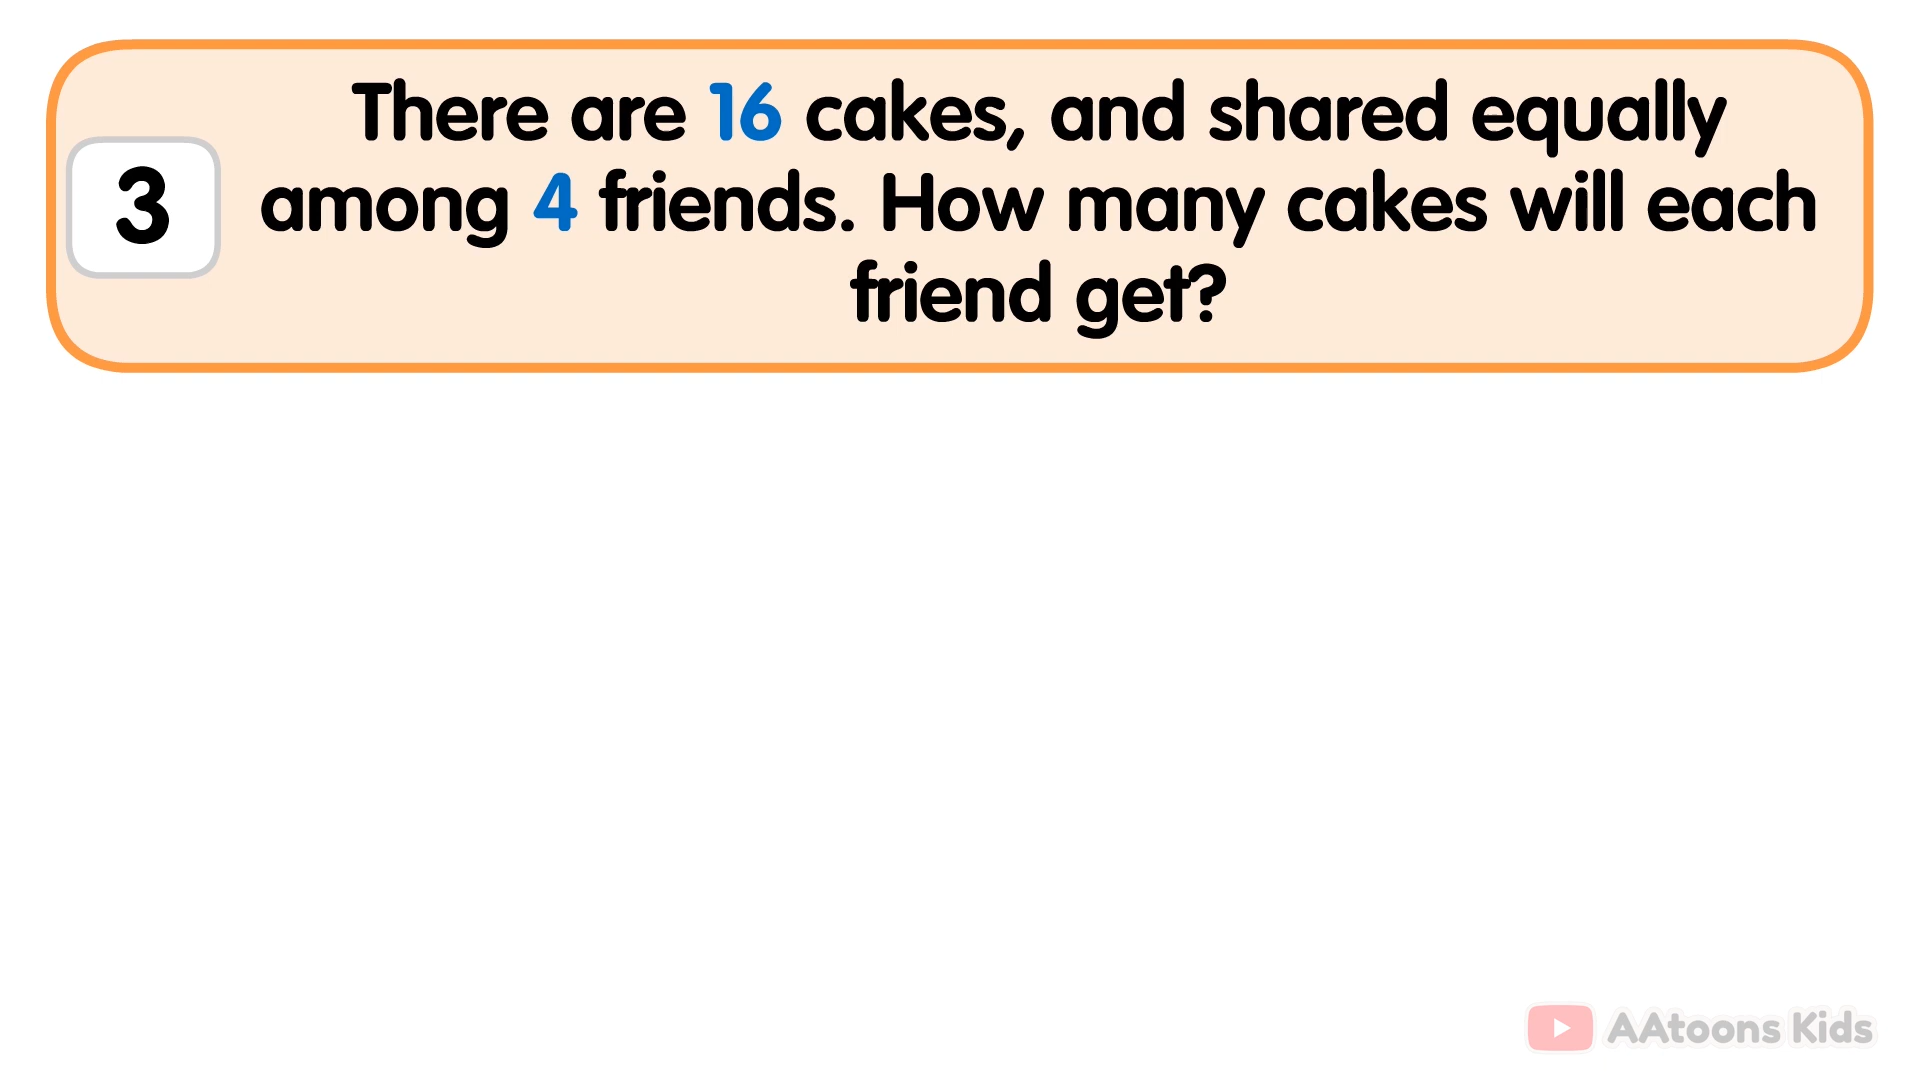 3
There are 16 cakes, and shared equally
among 4 friends. How many cakes will each
friend get?
AAtoons Kids